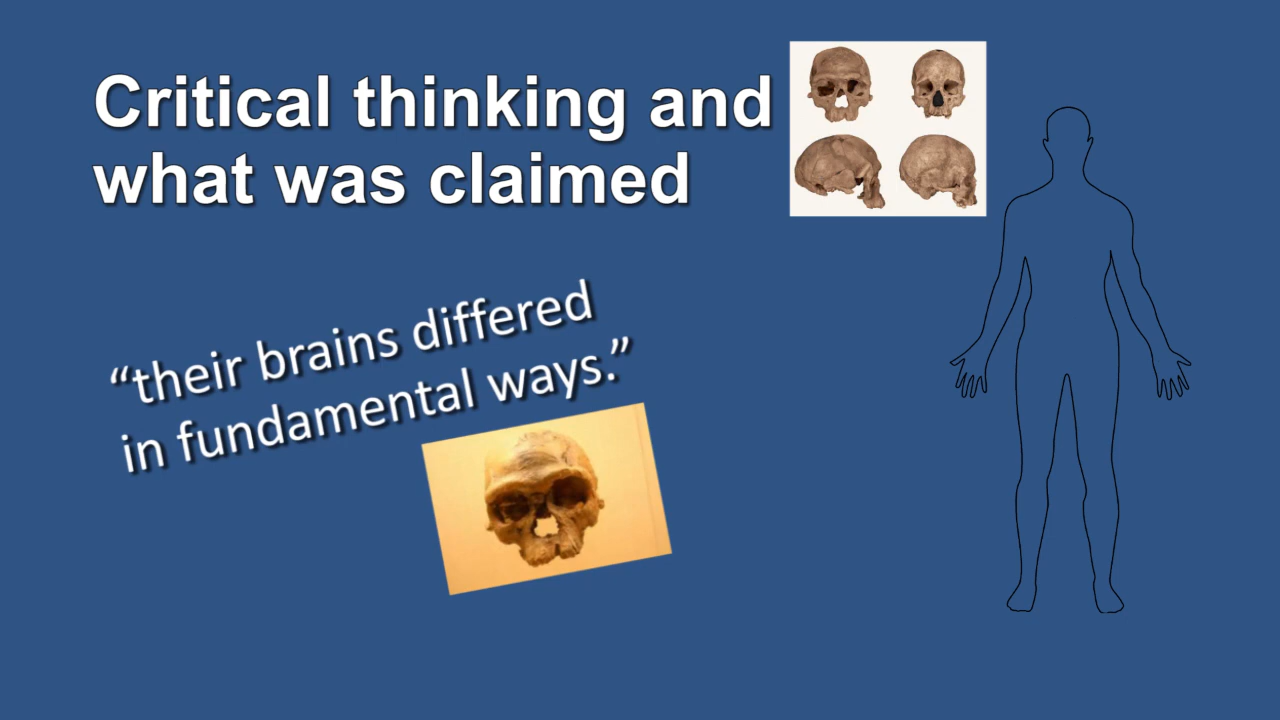 Critical thinking and
what was claimed
“their brains differed
in fundamental ways.”